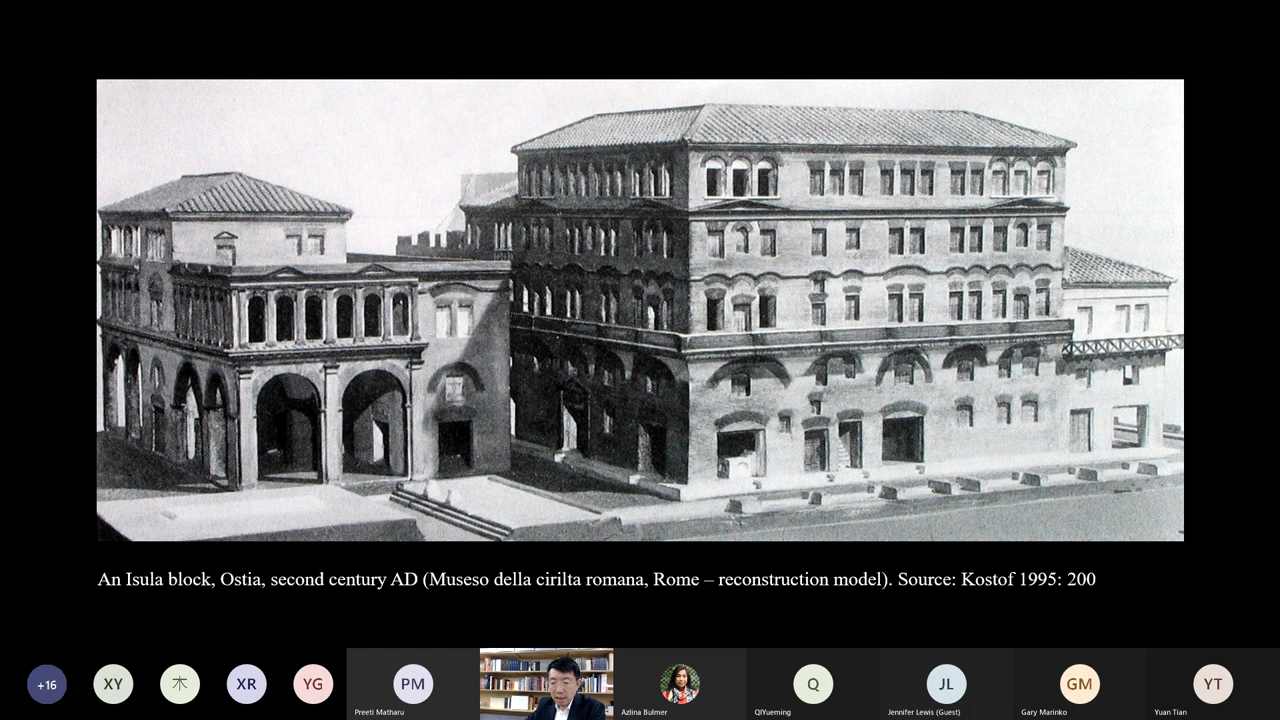 An Isula block, Ostia, second century AD (Museso della cirilta romana, Rome – reconstruction model). Source: Kostof 1995: 200
+16
XY
木
XR
YG
PM
Preeti Matharu
Azlina Bulmer
Q
QIYueming
JL
Jennifer Lewis (Guest)
GM
Gary Marinko
YT
Yuan Tian